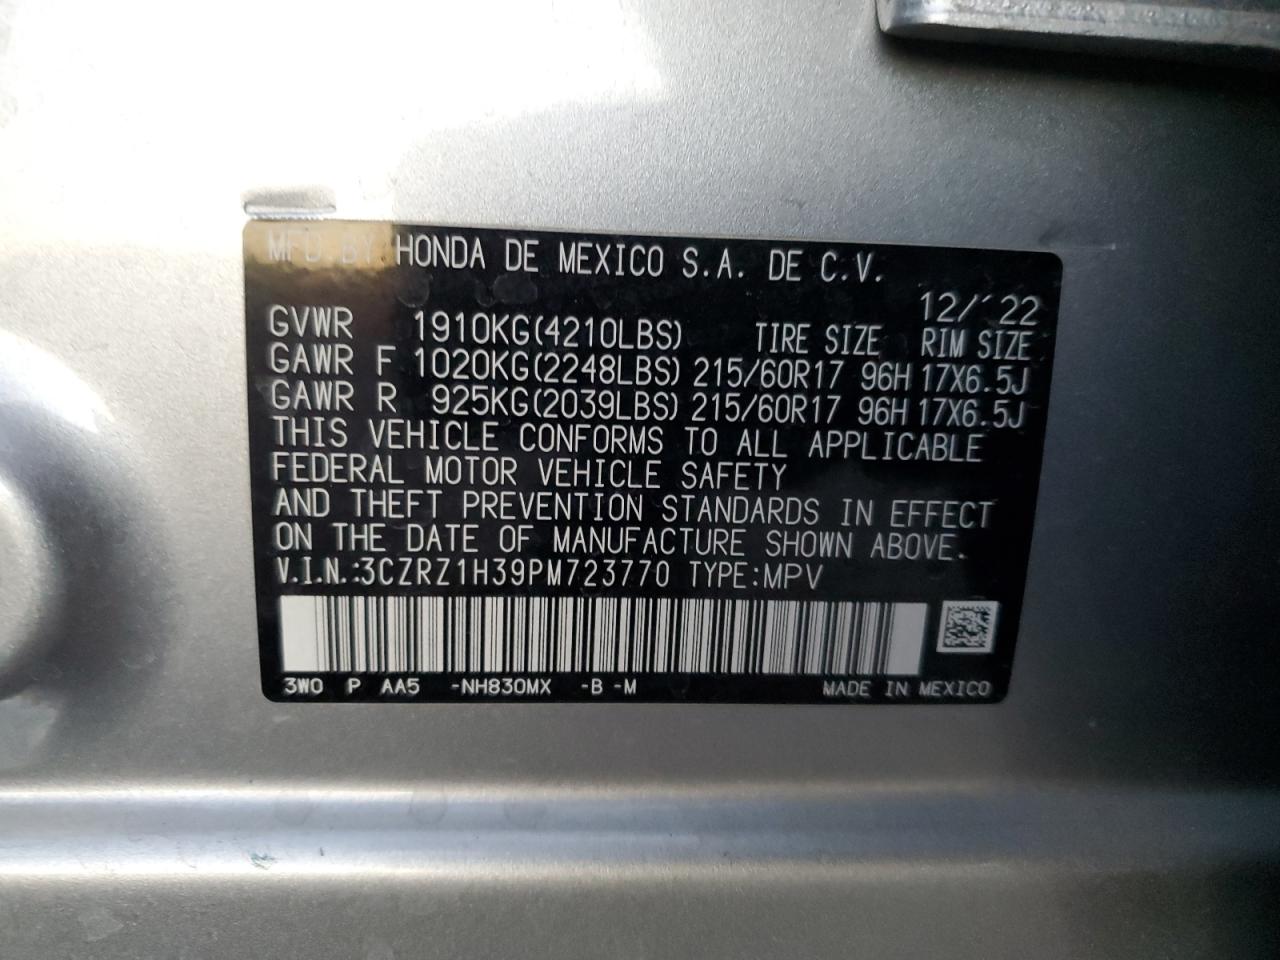 MFD. BY HONDA DE MEXICO S.A. DE C.V.
12/'22
GVWR 1910KG(4210LBS) TIRE SIZE RIM SIZE
GAWR F 1020KG(2248LBS) 215/60R17 96H 17X6.5J
GAWR R 925KG(2039LBS) 215/60R17 96H 17X6.5J
THIS VEHICLE CONFORMS TO ALL APPLICABLE
FEDERAL MOTOR VEHICLE SAFETY
AND THEFT PREVENTION STANDARDS IN EFFECT
ON THE DATE OF MANUFACTURE SHOWN ABOVE.
V.I.N.:3CZRZ1H39PM723770 TYPE:MPV
3W0 P AA5 -NH830MX -B -M MADE IN MEXICO